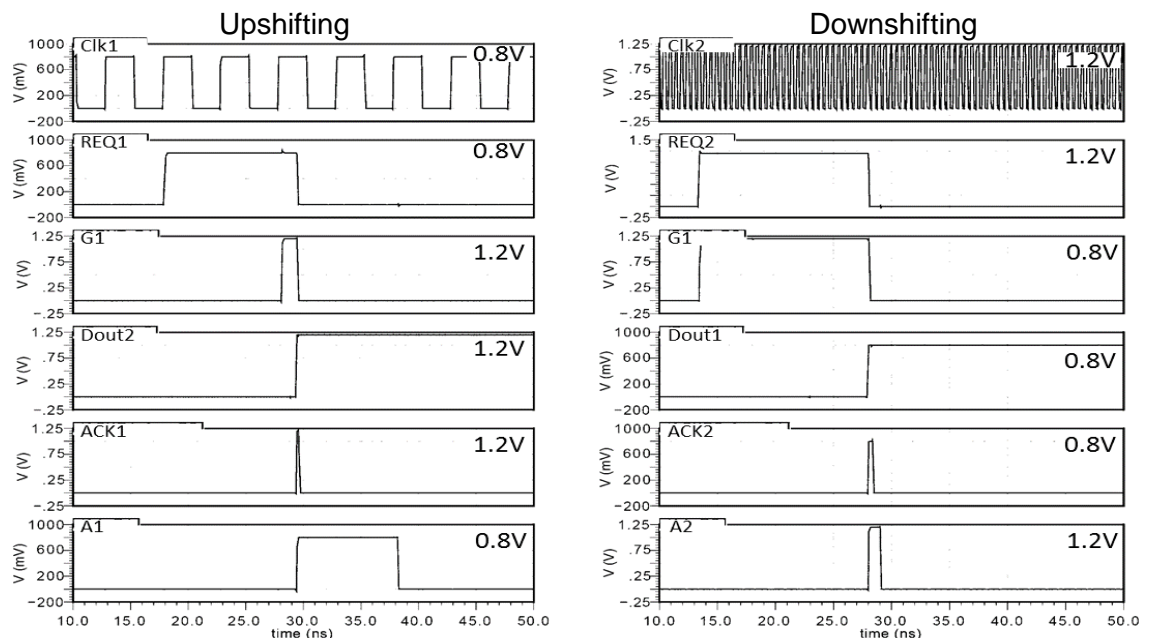 Upshifting
Clk1
1000
600
200
−200
V (mV)
0.8V
REQ1
1000
600
200
−200
V (mV)
0.8V
G1
1.25
.75
.25
−.25
V (V)
1.2V
Dout2
1.25
.75
.25
−.25
V (V)
1.2V
ACK1
1.25
.75
.25
−.25
V (V)
1.2V
A1
1000
600
200
−200
V (mV)
0.8V
10.0 15.0 20.0 25.0 30.0 35.0 40.0 45.0 50.0
time (ns)
Downshifting
Clk2
1.25
.75
.25
−.25
V (V)
1.2V
REQ2
1.5
−.25
V (V)
1.2V
G1
1.25
.75
.25
−.25
V (V)
0.8V
Dout1
1000
600
200
−200
V (mV)
0.8V
ACK2
1000
600
200
−200
V (mV)
0.8V
A2
1.25
.75
.25
−.25
V (V)
1.2V
10.0 15.0 20.0 25.0 30.0 35.0 40.0 45.0 50.0
time (ns)